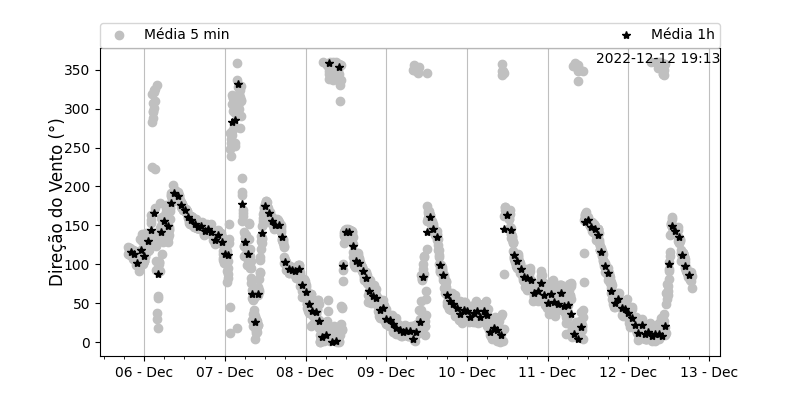 Média 5 min
Média 1h
2022-12-12 19:13
Direção do Vento (°)
350
300
250
200
150
100
50
0
06 - Dec
07 - Dec
08 - Dec
09 - Dec
10 - Dec
11 - Dec
12 - Dec
13 - Dec